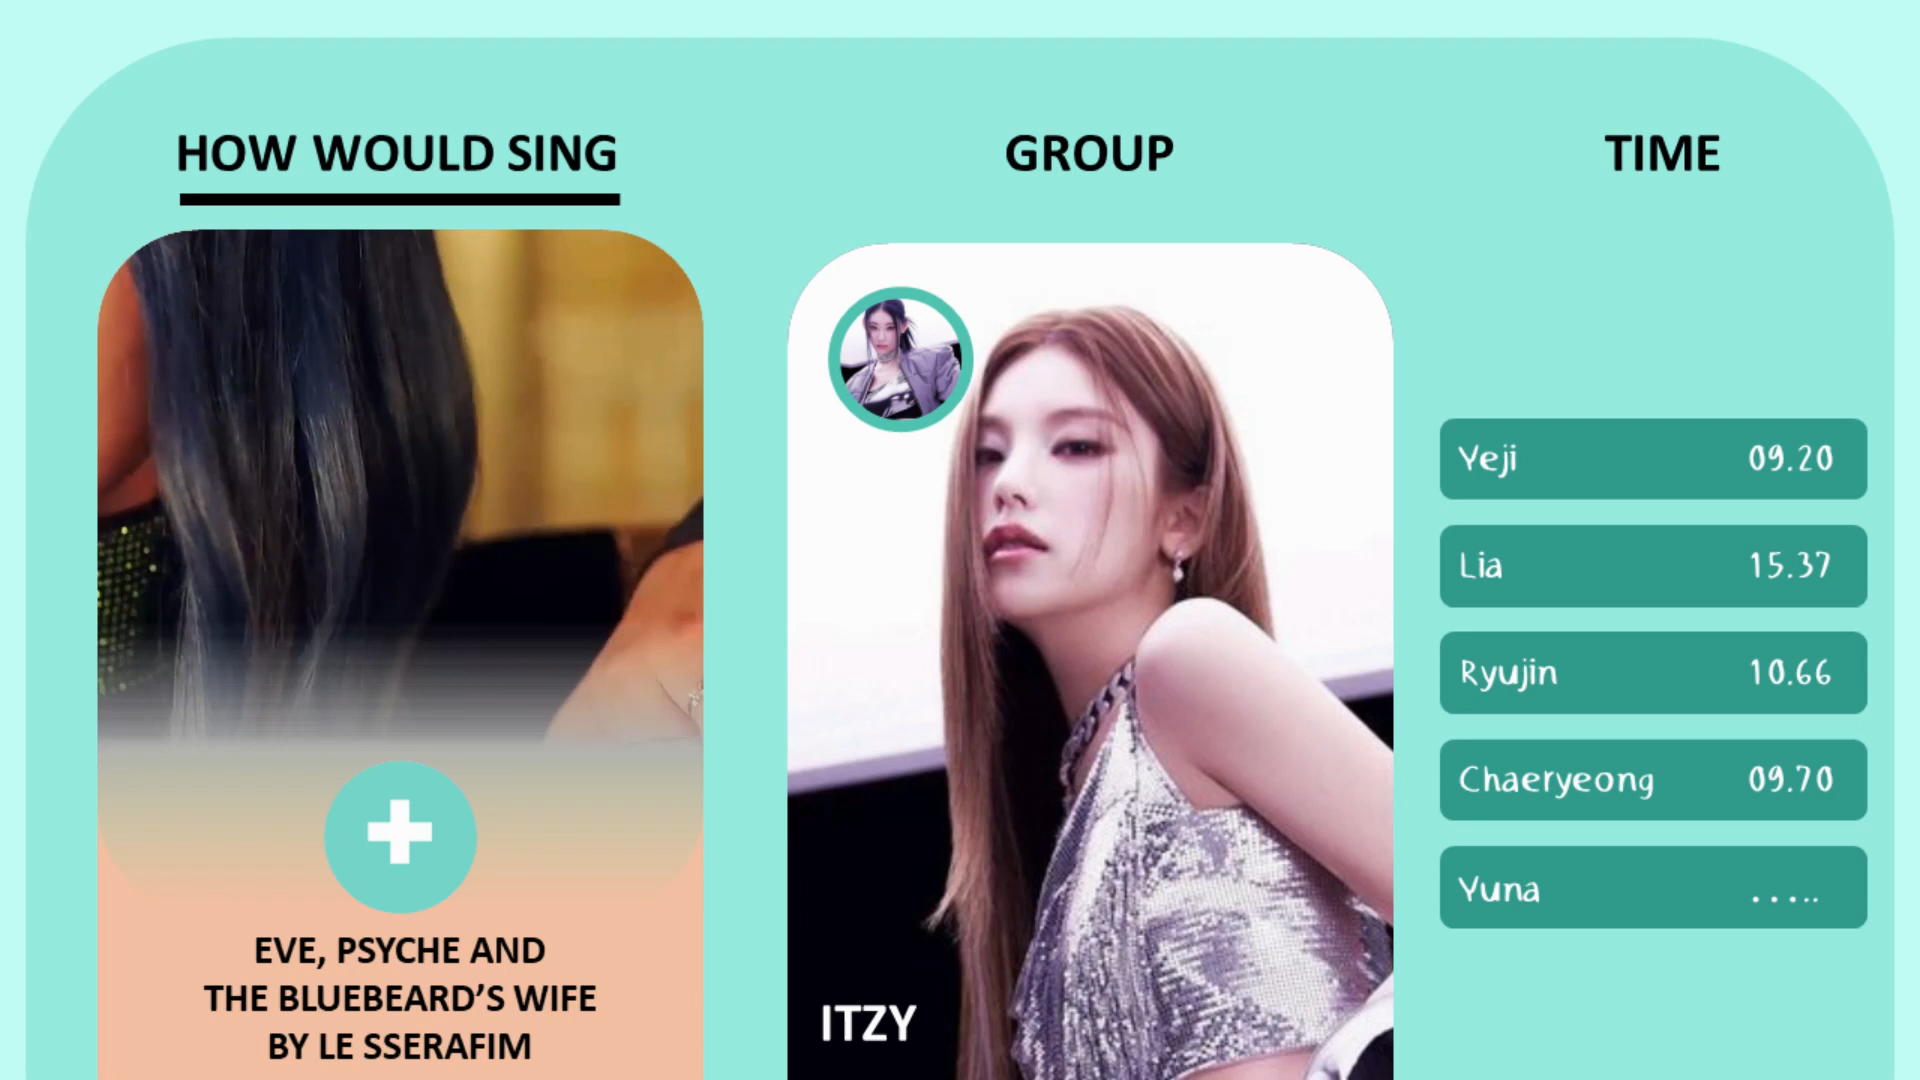 HOW WOULD SING
GROUP
TIME
Yeji 09.20
Lia 15.37
Ryujin 10.66
Chaeryeong 09.70
Yuna .....
EVE, PSYCHE AND
THE BLUEBEARD’S WIFE
BY LE SSERAFIM
ITZY